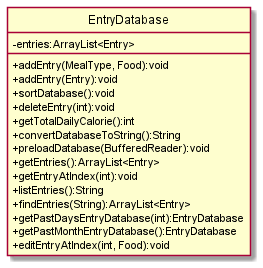 EntryDatabase
-entries:ArrayList<Entry>
+addEntry(MealType, Food):void
+addEntry(Entry):void
+sortDatabase():void
+deleteEntry(int):void
+getTotalDailyCalorie():int
+convertDatabaseToString():String
+preloadDatabase(BufferedReader):void
+getEntries():ArrayList<Entry>
+getEntryAtIndex(int):void
+listEntries():String
+findEntries(String):ArrayList<Entry>
+getPastDaysEntryDatabase(int):EntryDatabase
+getPastMonthEntryDatabase():EntryDatabase
+editEntryAtIndex(int, Food):void